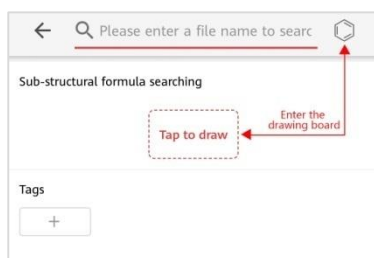 Please enter a file name to searc
Sub-structural formula searching
Tap to draw
Enter the
drawing board
Tags
+